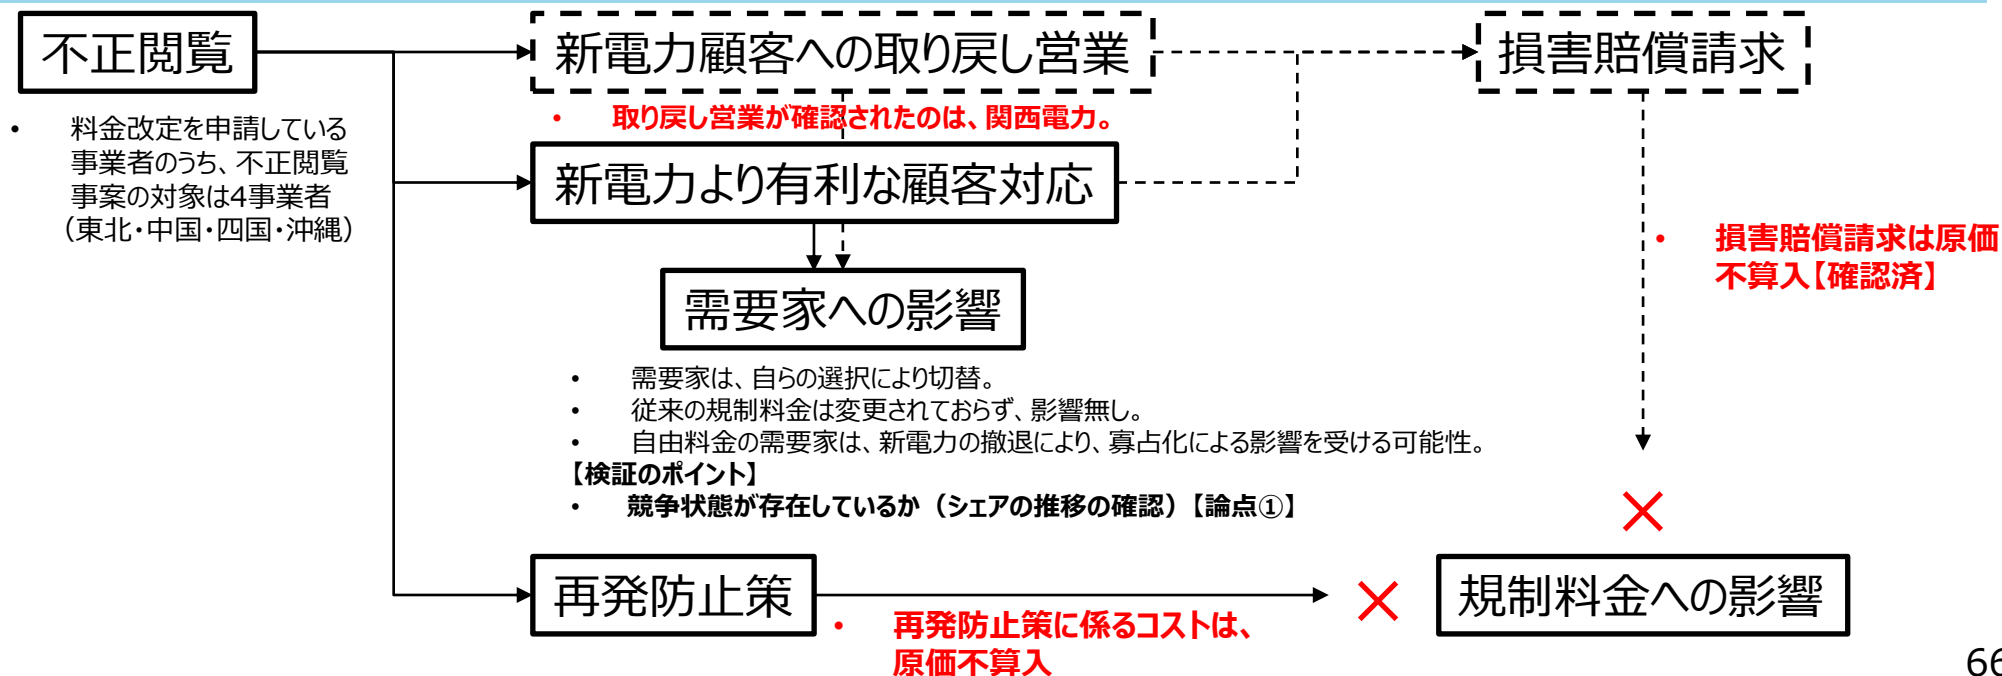 不正閲覧
• 料金改定を申請している
事業者のうち、不正閲覧
事案の対象は4事業者
（東北・中国・四国・沖縄）
新電力顧客への取り戻し営業
• 取り戻し営業が確認されたのは、関西電力。
新電力より有利な顧客対応
損害賠償請求
• 損害賠償請求は原価
不算入【確認済】
需要家への影響
• 需要家は、自らの選択により切替。
• 従来の規制料金は変更されておらず、影響無し。
• 自由料金の需要家は、新電力の撤退により、寡占化による影響を受ける可能性。
【検証のポイント】
• 競争状態が存在しているか（シェアの推移の確認）【論点①】
再発防止策
• 再発防止策に係るコストは、
原価不算入
規制料金への影響
66